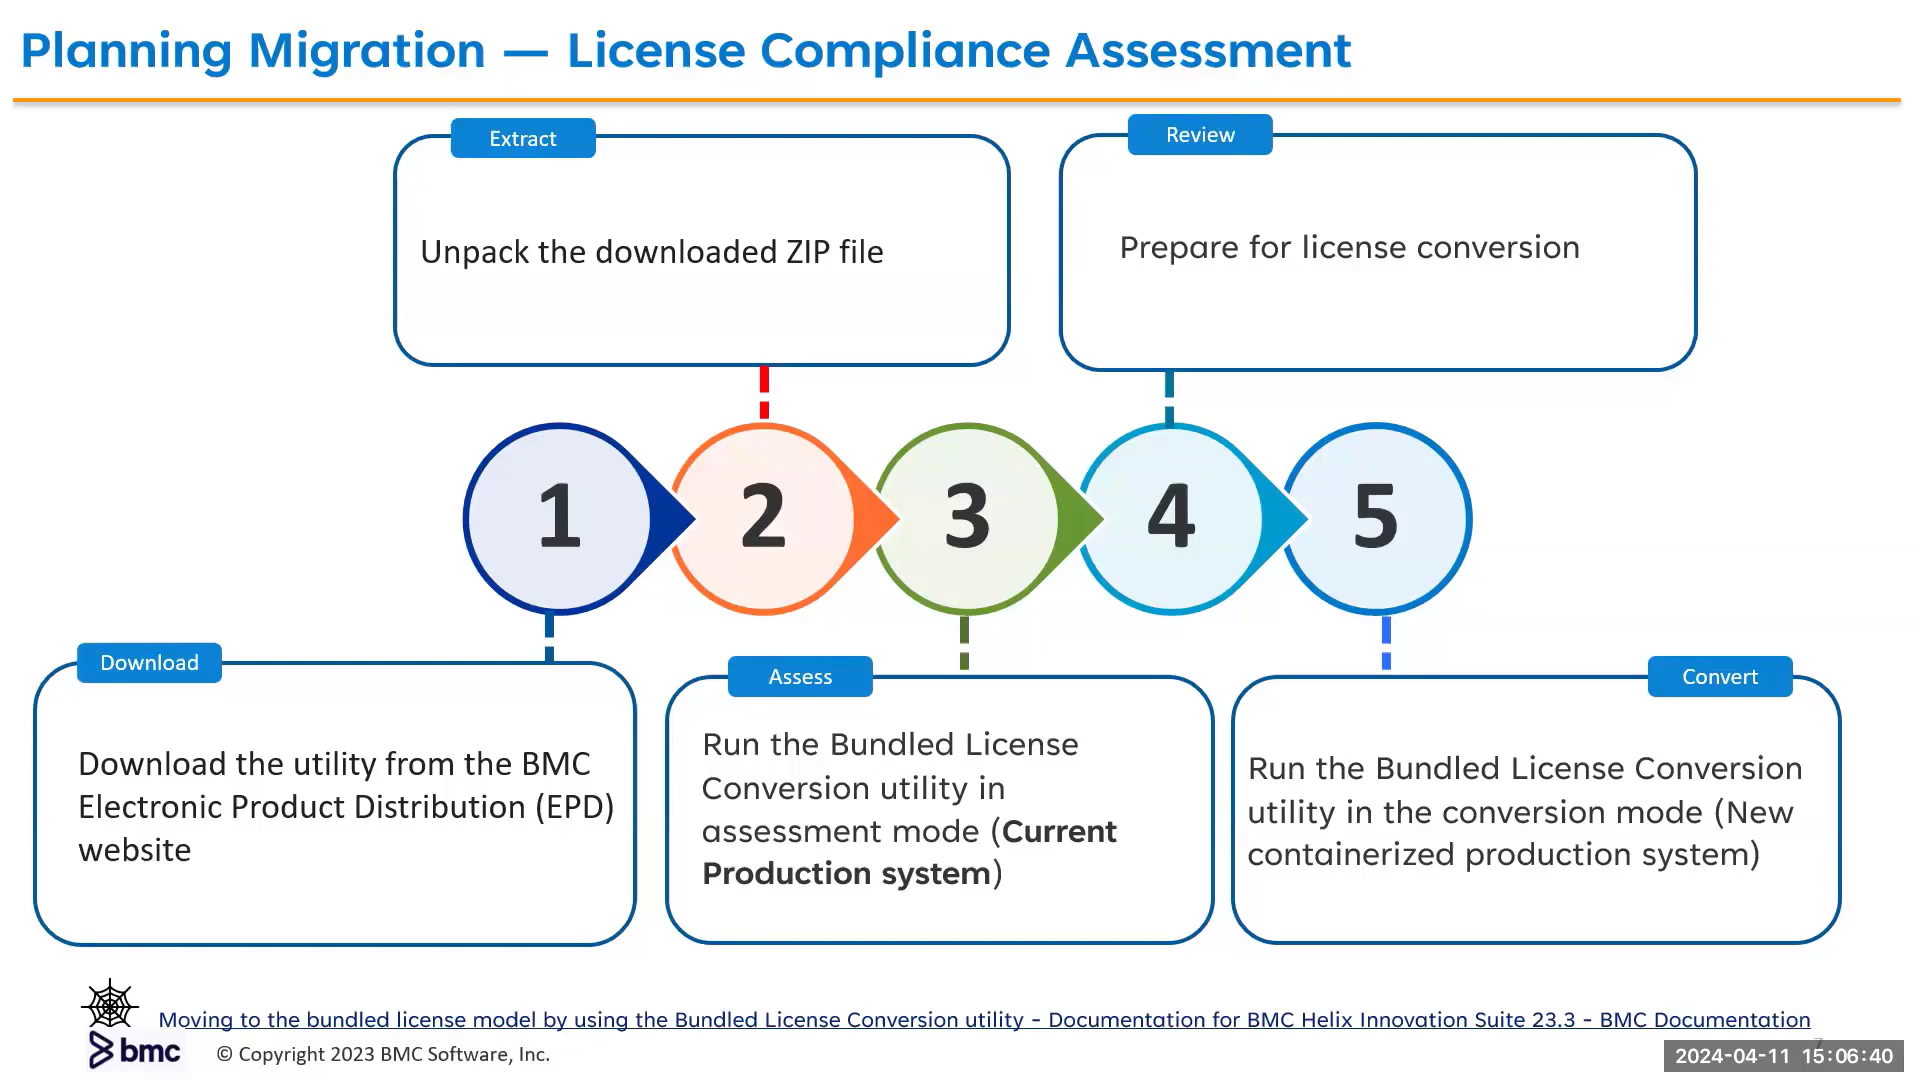 Planning Migration — License Compliance Assessment
Extract
Unpack the downloaded ZIP file
Review
Prepare for license conversion
1
2
3
4
5
Download
Download the utility from the BMC
Electronic Product Distribution (EPD)
website
Assess
Run the Bundled License
Conversion utility in
assessment mode (Current
Production system)
Convert
Run the Bundled License Conversion
utility in the conversion mode (New
containerized production system)
Moving to the bundled license model by using the Bundled License Conversion utility - Documentation for BMC Helix Innovation Suite 23.3 - BMC Documentation
bmc
© Copyright 2023 BMC Software, Inc.
7
2024-04-11 15:06:40